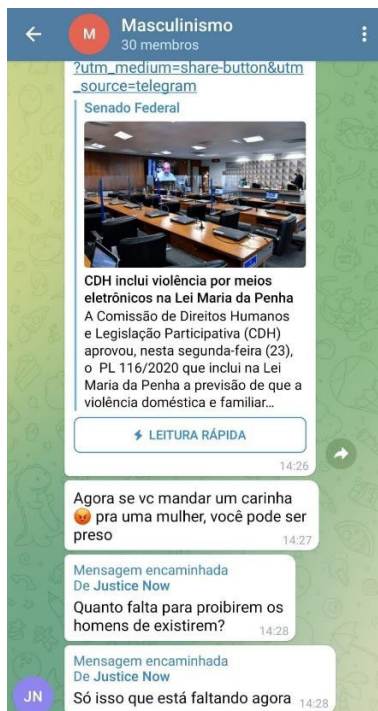 Masculinismo
M
30 membros
?utm_medium=share-button&utm
_source=telegram
Senado Federal
CDH inclui violência por meios
eletrônicos na Lei Maria da Penha
A Comissão de Direitos Humanos
e Legislação Participativa (CDH)
aprovou, nesta segunda-feira (23),
o PL 116/2020 que inclui na Lei
Maria da Penha a previsão de que a
violência doméstica e familiar...
LEITURA RÁPIDA
14:26
Agora se vc mandar um carinha
😡 pra uma mulher, você pode ser
preso
14:27
Mensagem encaminhada
De Justice Now
Quanto falta para proibirem os
homens de existirem?
14:28
Mensagem encaminhada
De Justice Now
JN
Só isso que está faltando agora
14:28